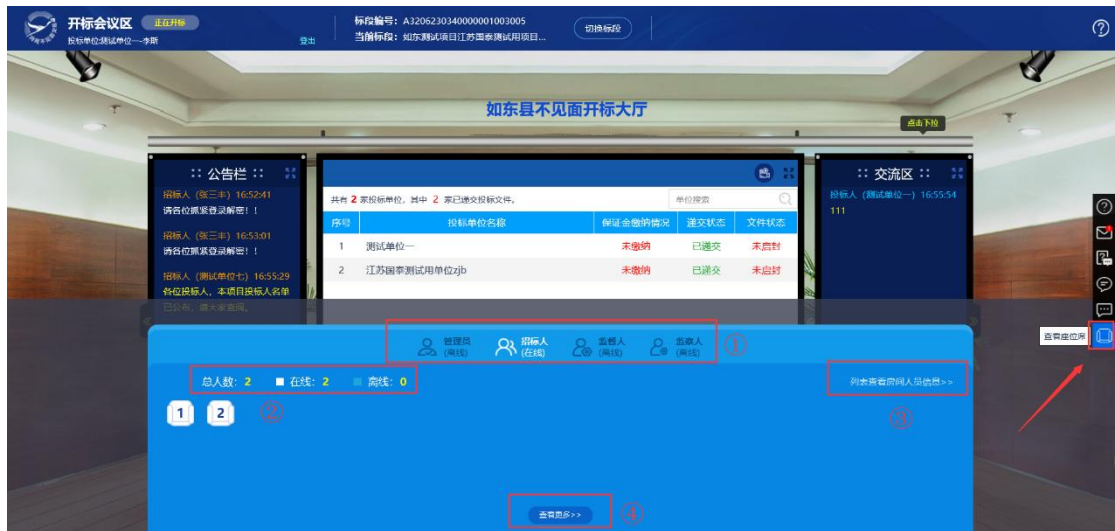 开标会议区 正在开标
投标单位:测试单位一---李斯 登出
标段编号：A3206230340000001003005
当前标段：如东测试项目江苏国泰测试用项目...
切换标段
如东县不见面开标大厅
点击下拉
:: 公告栏 ::
招标人（张三丰）16:52:41
请各位抓紧登录解密！！
招标人（张三丰）16:53:01
请各位抓紧登录解密！！
招标人（测试单位七）16:55:29
各位投标人，本项目投标人名单
已公布，请大家查阅。
共有 2 家投标单位，其中 2 家已递交投标文件。 单位搜索
序号 投标单位名称 保证金缴纳情况 递交状态 文件状态
1 测试单位一 未缴纳 已递交 未启封
2 江苏国泰测试用单位zjb 未缴纳 已递交 未启封
:: 交流区 ::
投标人（测试单位一）16:55:54
111
查看座位席
管理员 (离线) 招标人 (在线) 监督人 (离线) 监察人 (离线) ①
总人数：2 在线：2 离线：0
列表查看房间人员信息>>
1 2 ② ③
查看更多>> ④